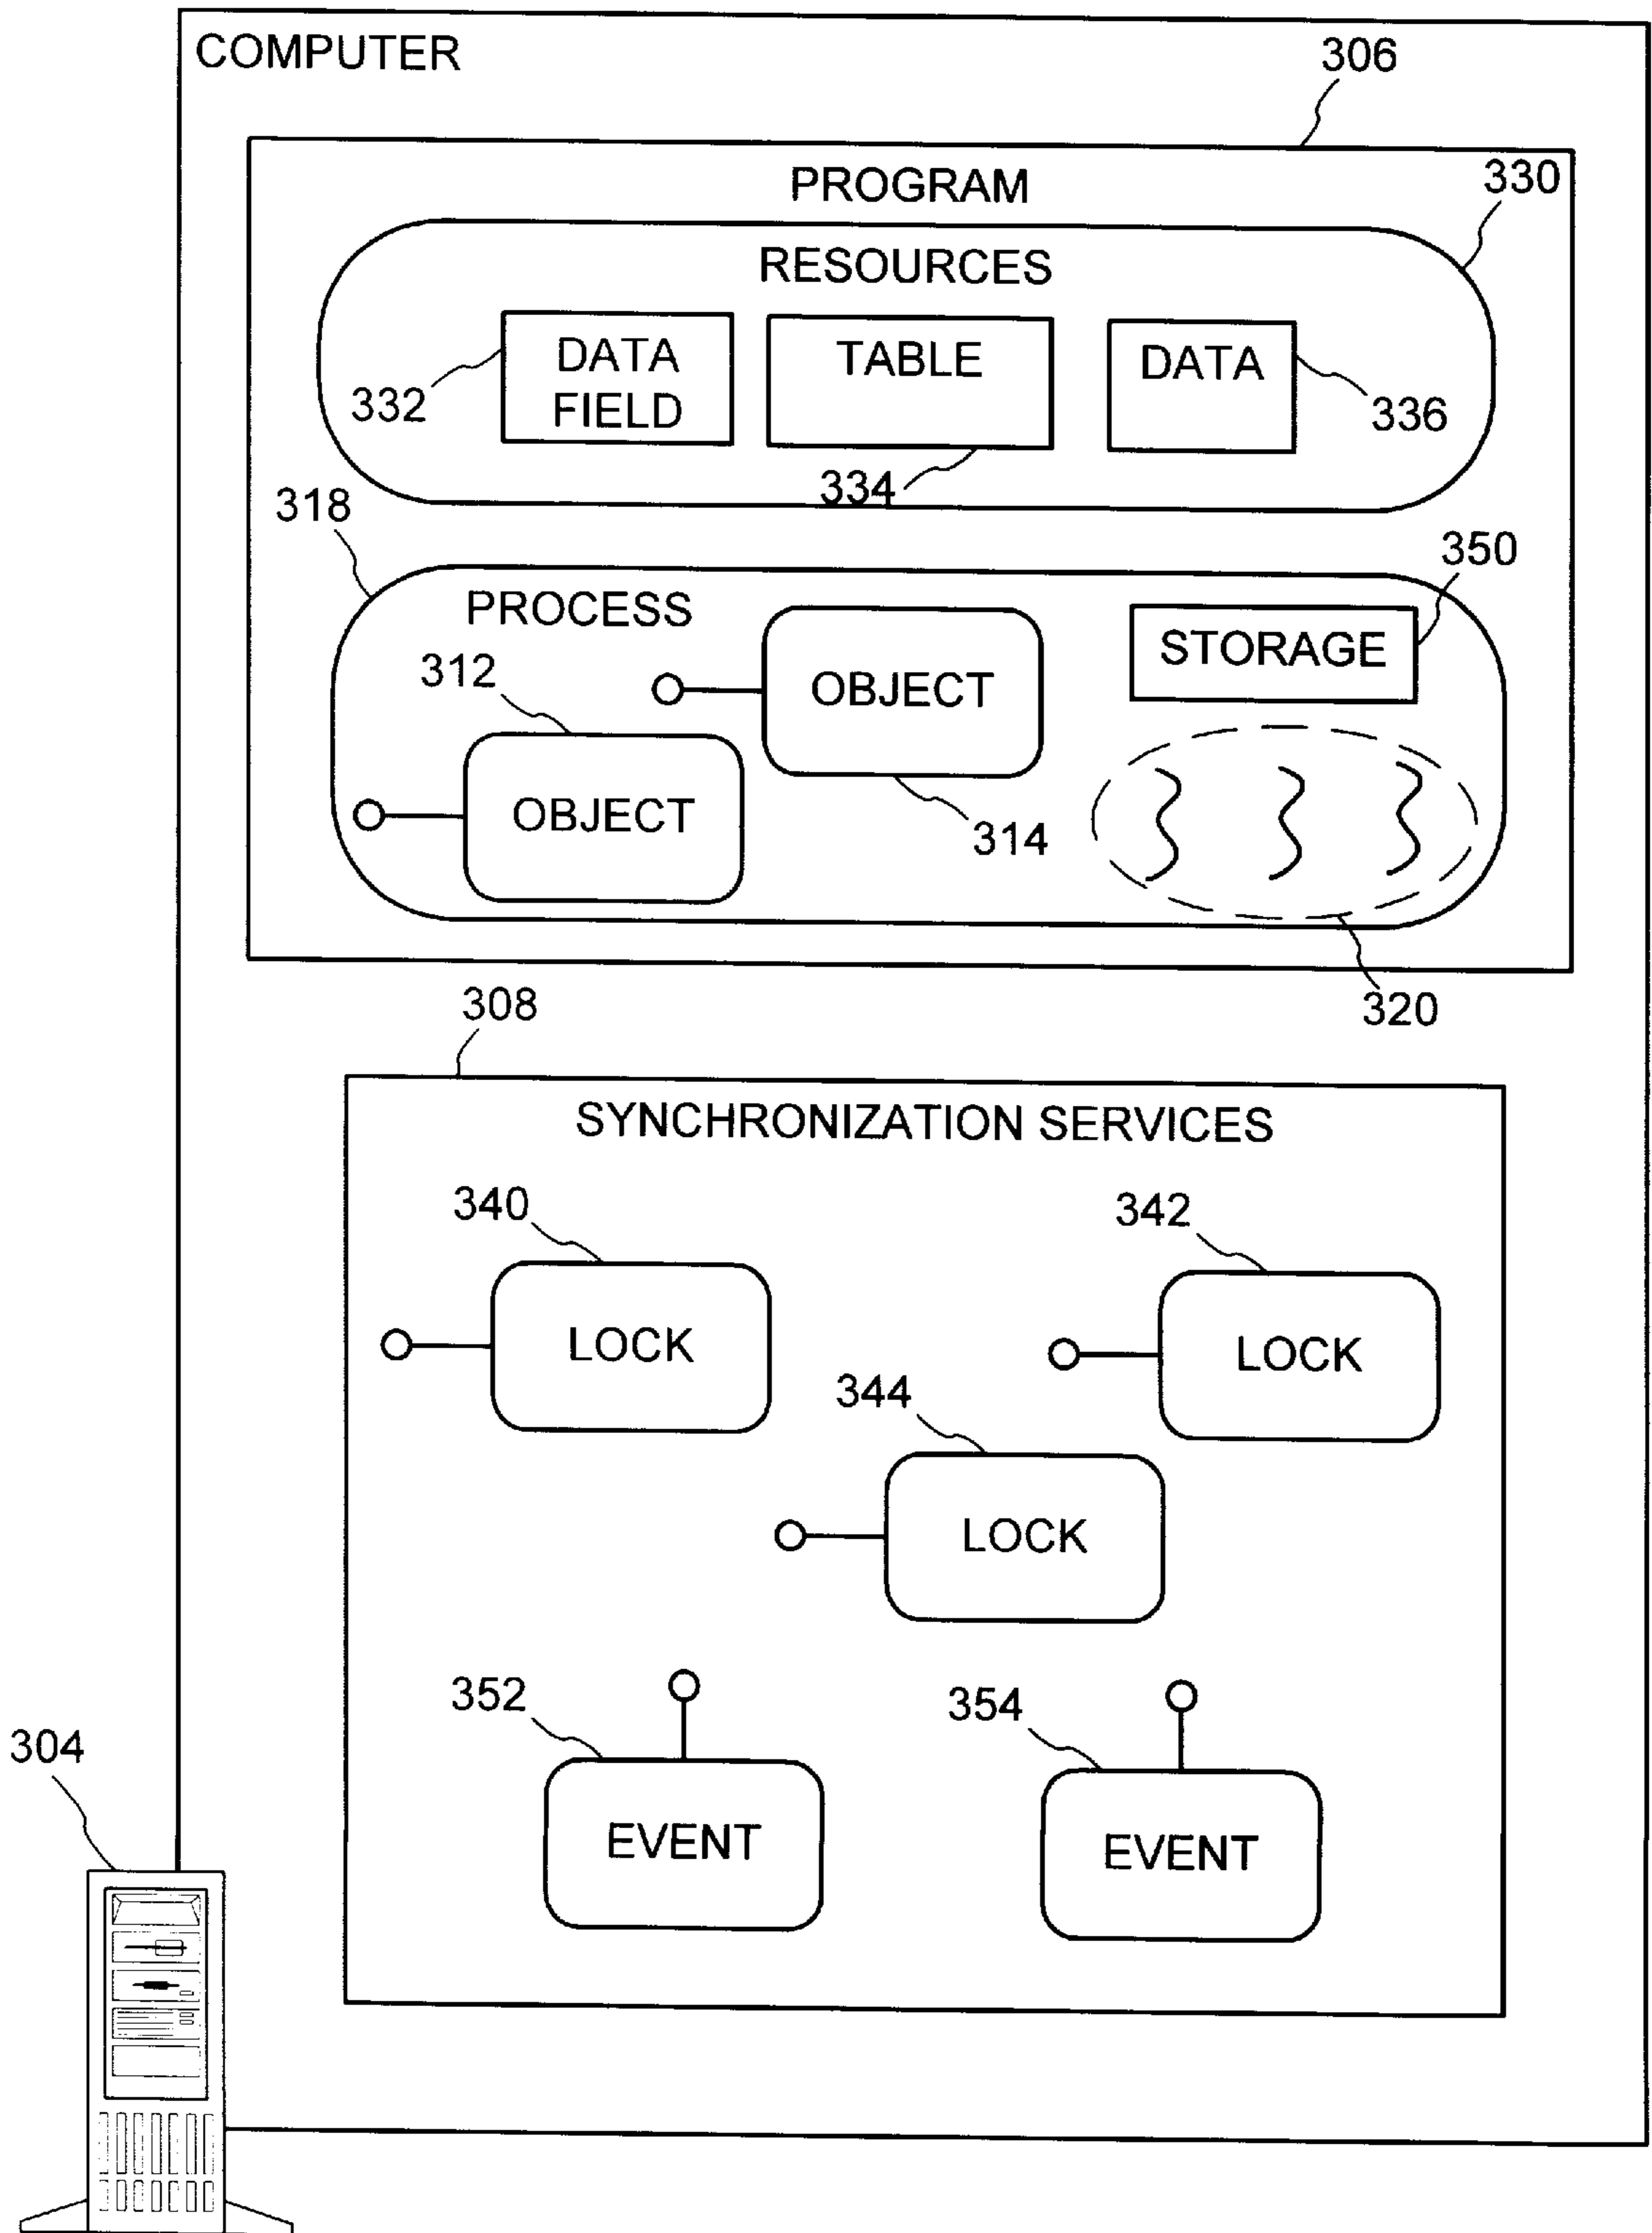 COMPUTER
306
PROGRAM
330
RESOURCES
DATA
FIELD
TABLE
DATA
332
336
334
318
350
PROCESS
STORAGE
312
OBJECT
OBJECT
314
320
308
SYNCHRONIZATION SERVICES
340
342
LOCK
LOCK
344
LOCK
352
354
304
EVENT
EVENT